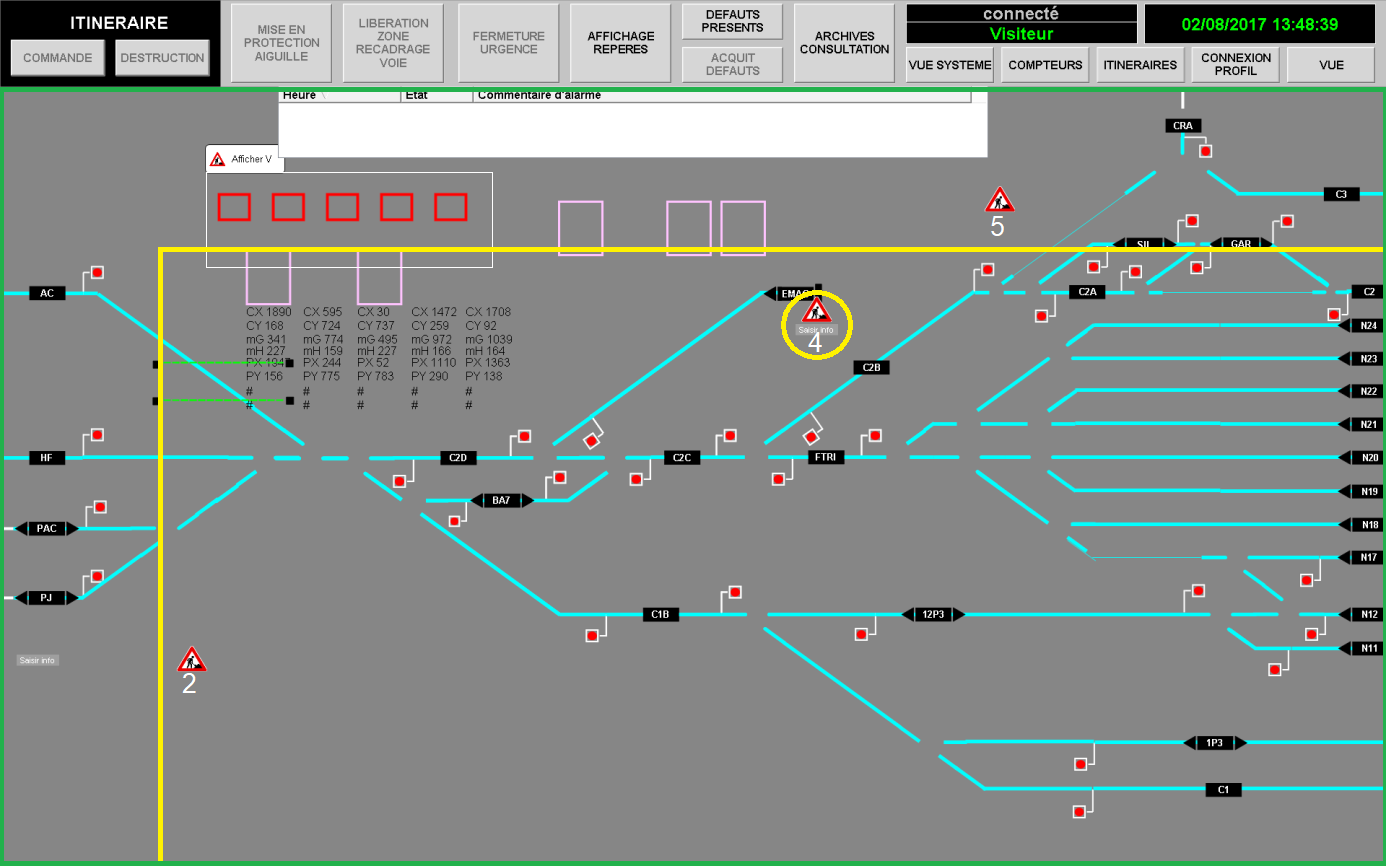 ITINERAIRE
COMMANDE
DESTRUCTION
MISE EN
PROTECTION
AIGUILLE
LIBERATION
ZONE
RECADRAGE
VOIE
FERMETURE
URGENCE
AFFICHAGE
REPERES
DEFAUTS
PRESENTS
ACQUIT
DEFAUTS
ARCHIVES
CONSULTATION
connecté
Visiteur
02/08/2017 13:48:39
VUE SYSTEME
COMPTEURS
ITINERAIRES
CONNEXION
PROFIL
VUE
Heure
Etat
Commentaire d'alarme
Afficher V
CRA
C3
5
SIL
GAR
AC
C2A
C2
CX 1890 CX 595 CX 30 CX 1472 CX 1708
CY 168 CY 724 CY 737 CY 259 CY 92
mG 341 mG 774 mG 495 mG 972 mG 1039
mH 227 mH 159 mH 227 mH 166 mH 164
PX 1947 PX 244 PX 52 PX 1110 PX 1363
PY 156 PY 775 PY 783 PY 290 PY 138
# # # # #
# # # # #
Saisir info
4
N24
N23
C2B
N22
N21
HF
C2D
C2C
FTRI
N20
N19
BA7
N18
PAC
N17
PJ
C1B
12P3
N12
N11
Saisir info
2
1P3
C1